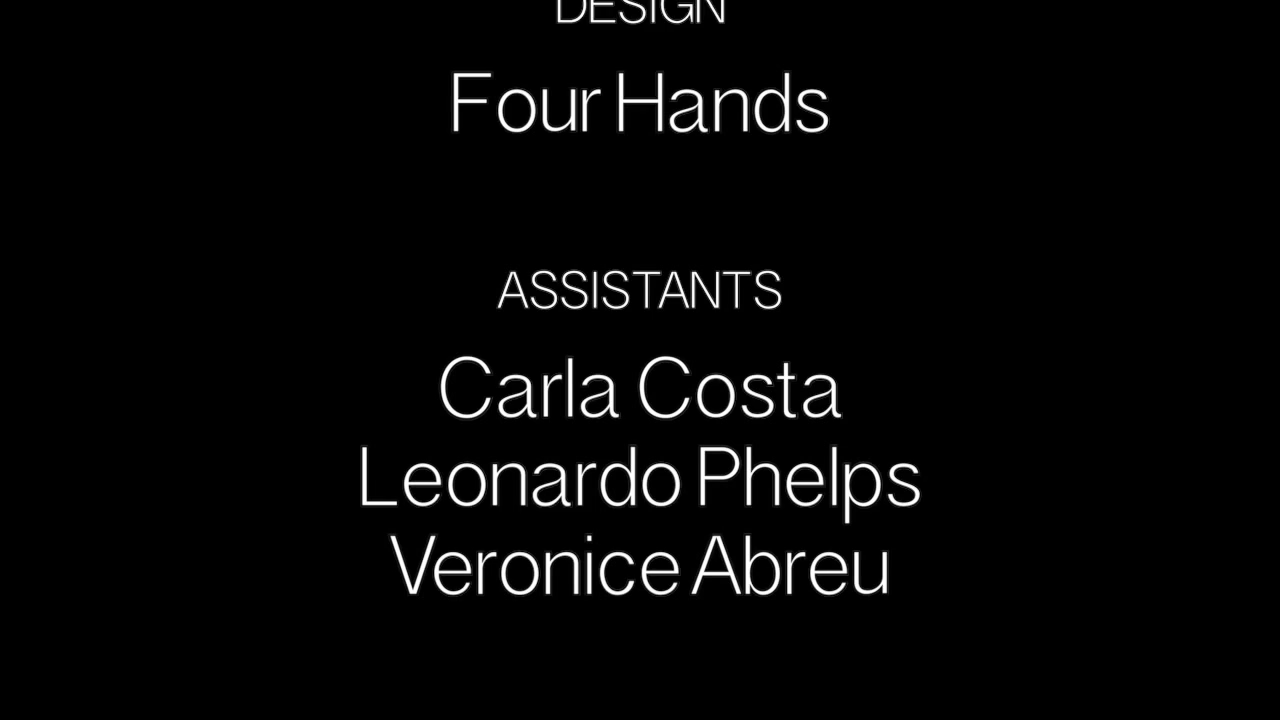 DESIGN
Four Hands
ASSISTANTS
Carla Costa
Leonardo Phelps
Veronice Abreu